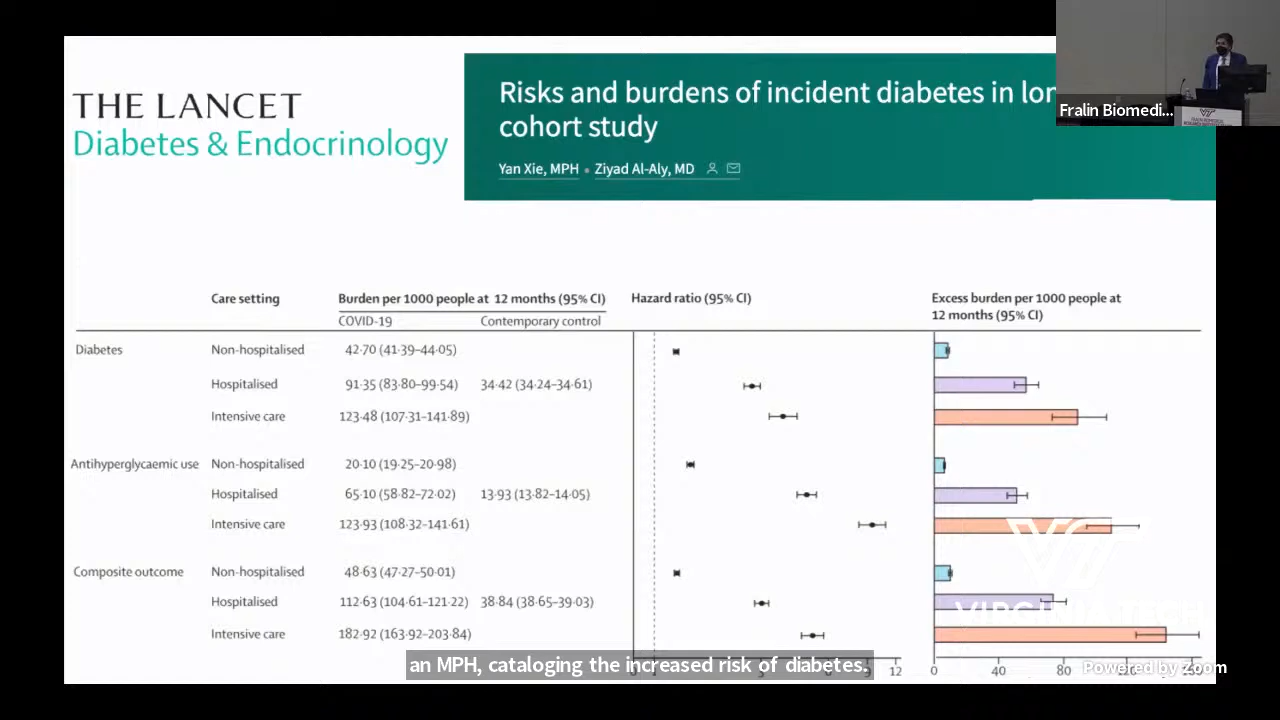 THE LANCET
Diabetes & Endocrinology
Risks and burdens of incident diabetes in
cohort study
Yan Xie, MPH • Ziyad Al-Aly, MD
Fralin Biomedi...
Care setting Burden per 1000 people at 12 months (95% CI) Hazard ratio (95% CI) Excess burden per 1000 people at
12 months (95% CI)
COVID-19 Contemporary control
Diabetes Non-hospitalised 42·70 (41·39–44·05)
Hospitalised 91·35 (83·80–99·54) 34·42 (34·24–34·61)
Intensive care 123·48 (107·31–141·89)
Antihyperglycaemic use Non-hospitalised 20·10 (19·25–20·98)
Hospitalised 65·10 (58·82–72·02) 13·93 (13·82–14·05)
Intensive care 123·93 (108·32–141·61)
Composite outcome Non-hospitalised 48·63 (47·27–50·01)
Hospitalised 112·63 (104·61–121·22) 38·84 (38·65–39·03)
Intensive care 182·92 (163·92–203·84)
VIRGINIA TECH
an MPH, cataloging the increased risk of diabetes.
12 0 40 80
Powered by Zoom